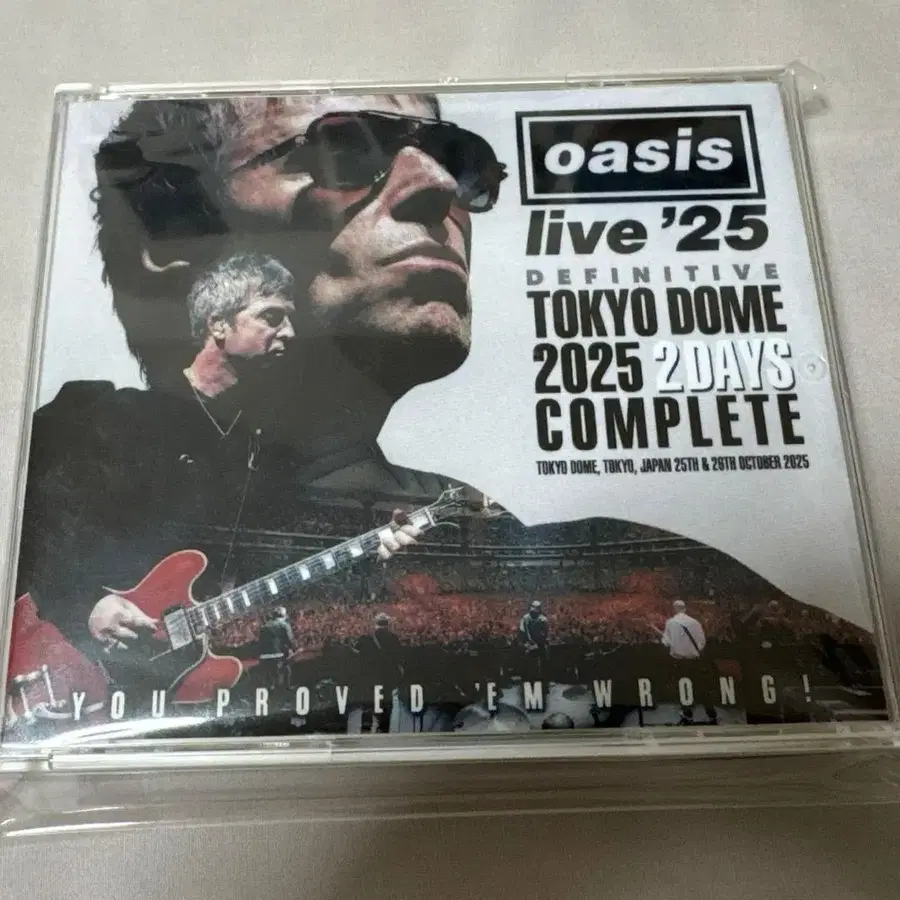 oasis
live '25
DEFINITIVE
TOKYO DOME
2025 2DAYS
COMPLETE
TOKYO DOME, TOKYO, JAPAN 25TH & 26TH OCTOBER 2025
YOU PROVED 'EM WRONG!